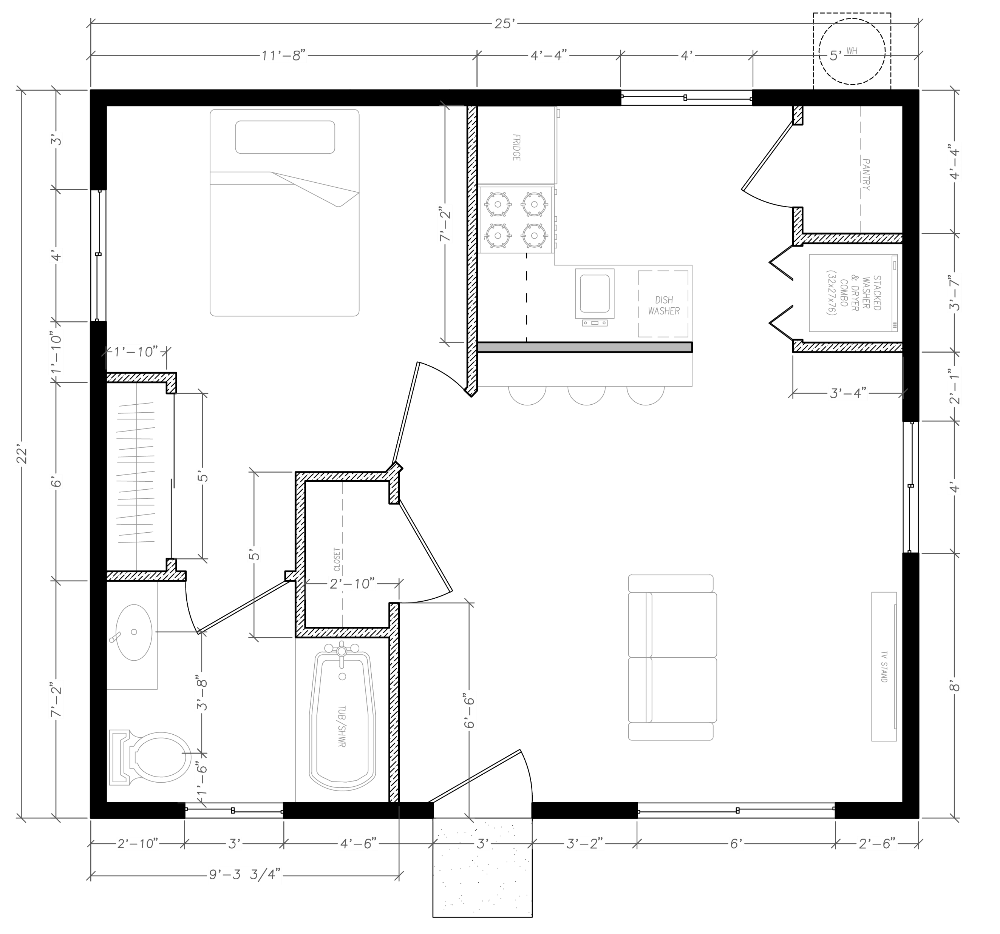 25'
11'-8"
4'-4"
4'
5'
WH
22'
3'
4'
1'-10"
6'
7'-2"
1'-10"
5'
7'-2"
FRIDGE
DISH
WASHER
PANTRY
STACKED
WASHER
& DRYER
COMBO
(32x27x76)
3'-4"
4'-4"
3'-7"
2'-1"
4'
8'
5'
CLOSET
2'-10"
3'-8"
1'-6"
TUB/SHWR
6'-6"
TV STAND
2'-10"
3'
4'-6"
3'
3'-2"
6'
2'-6"
9'-3 3/4"